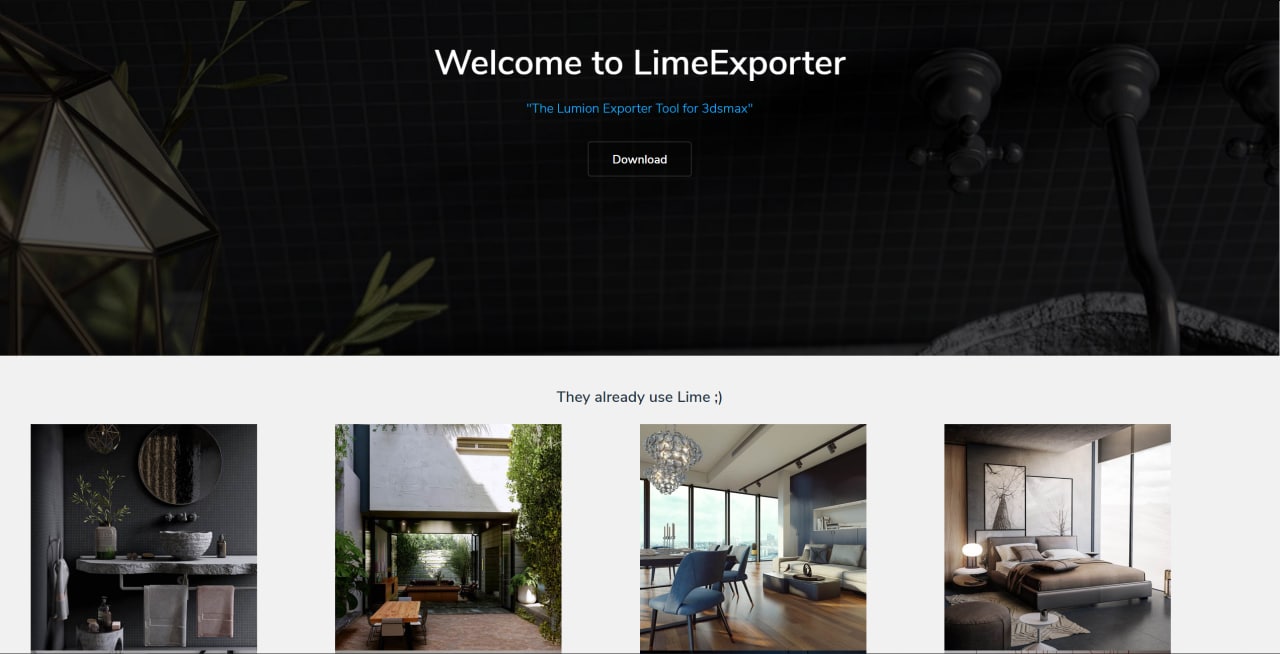 Welcome to LimeExporter
"The Lumion Exporter Tool for 3dsmax"
Download
They already use Lime ;)